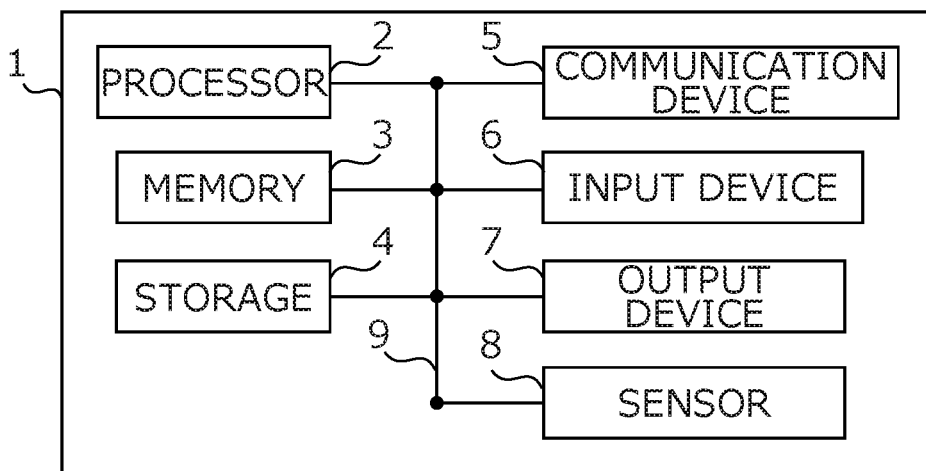 1
2
PROCESSOR
5
COMMUNICATION
DEVICE
3
MEMORY
6
INPUT DEVICE
4
STORAGE
7
OUTPUT
DEVICE
9
8
SENSOR